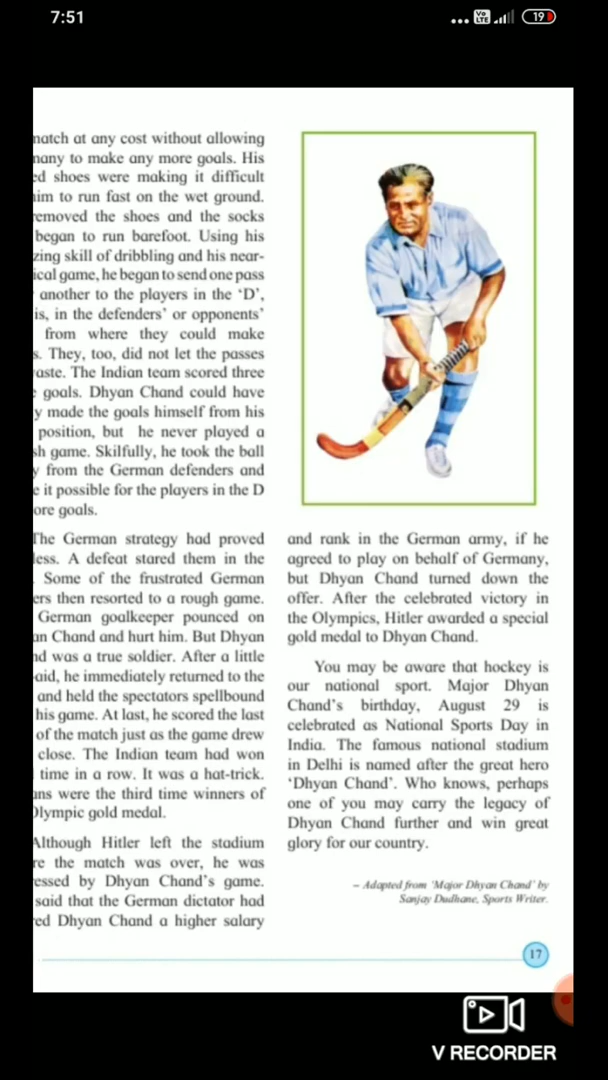 7:51
Vo
LTE
19
match at any cost without allowing
many to make any more goals. His
ed shoes were making it difficult
him to run fast on the wet ground.
removed the shoes and the socks
began to run barefoot. Using his
zing skill of dribbling and his near-
ical game, he began to send one pass
another to the players in the ‘D’,
is, in the defenders’ or opponents’
from where they could make
s. They, too, did not let the passes
aste. The Indian team scored three
e goals. Dhyan Chand could have
y made the goals himself from his
position, but he never played a
sh game. Skilfully, he took the ball
y from the German defenders and
e it possible for the players in the D
ore goals.
The German strategy had proved
less. A defeat stared them in the
. Some of the frustrated German
ers then resorted to a rough game.
German goalkeeper pounced on
an Chand and hurt him. But Dhyan
nd was a true soldier. After a little
aid, he immediately returned to the
and held the spectators spellbound
his game. At last, he scored the last
of the match just as the game drew
close. The Indian team had won
time in a row. It was a hat-trick.
ans were the third time winners of
Olympic gold medal.
Although Hitler left the stadium
re the match was over, he was
essed by Dhyan Chand’s game.
said that the German dictator had
red Dhyan Chand a higher salary
and rank in the German army, if he
agreed to play on behalf of Germany,
but Dhyan Chand turned down the
offer. After the celebrated victory in
the Olympics, Hitler awarded a special
gold medal to Dhyan Chand.
You may be aware that hockey is
our national sport. Major Dhyan
Chand’s birthday, August 29 is
celebrated as National Sports Day in
India. The famous national stadium
in Delhi is named after the great hero
‘Dhyan Chand’. Who knows, perhaps
one of you may carry the legacy of
Dhyan Chand further and win great
glory for our country.
– Adapted from ‘Major Dhyan Chand’ by
Sanjay Dudhane, Sports Writer.
17
V RECORDER